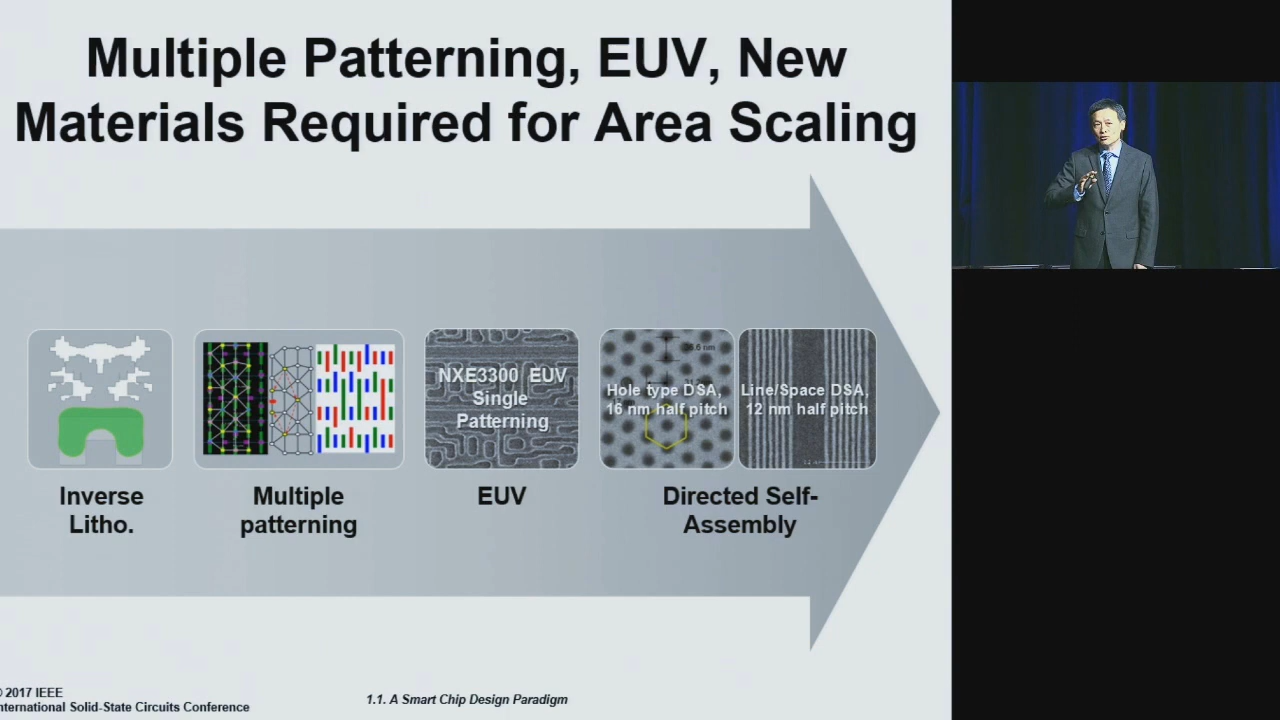 Multiple Patterning, EUV, New
Materials Required for Area Scaling
NXE3300 EUV
Single
Patterning
Hole type DSA,
16 nm half pitch
Line/Space DSA,
12 nm half pitch
Inverse
Litho.
Multiple
patterning
EUV
Directed Self-
Assembly
© 2017 IEEE
nternational Solid-State Circuits Conference
1.1. A Smart Chip Design Paradigm